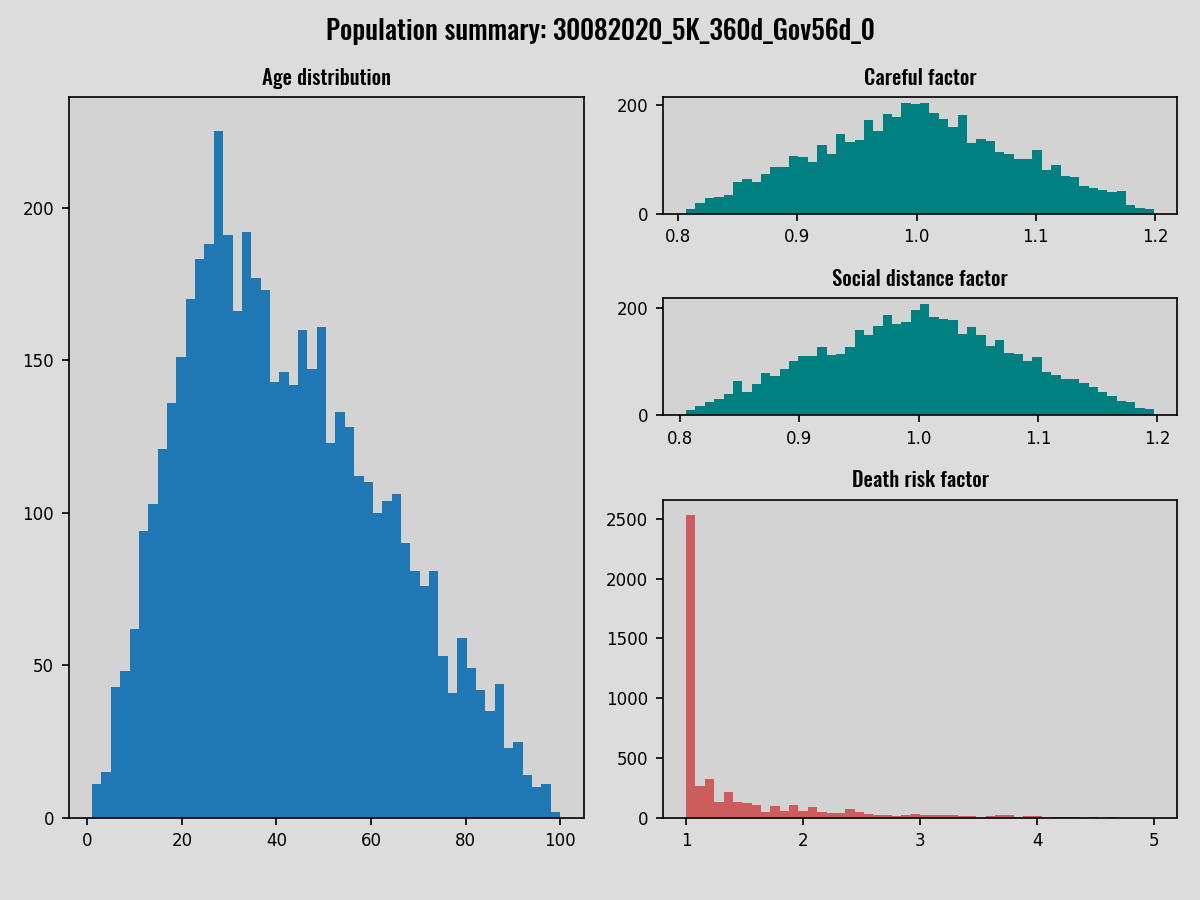 Population summary: 30082020_5K_360d_Gov56d_0
Age distribution
200
150
100
50
0
0 20 40 60 80 100
Careful factor
200
0
0.8 0.9 1.0 1.1 1.2
Social distance factor
200
0
0.8 0.9 1.0 1.1 1.2
Death risk factor
2500
2000
1500
1000
500
0
1 2 3 4 5